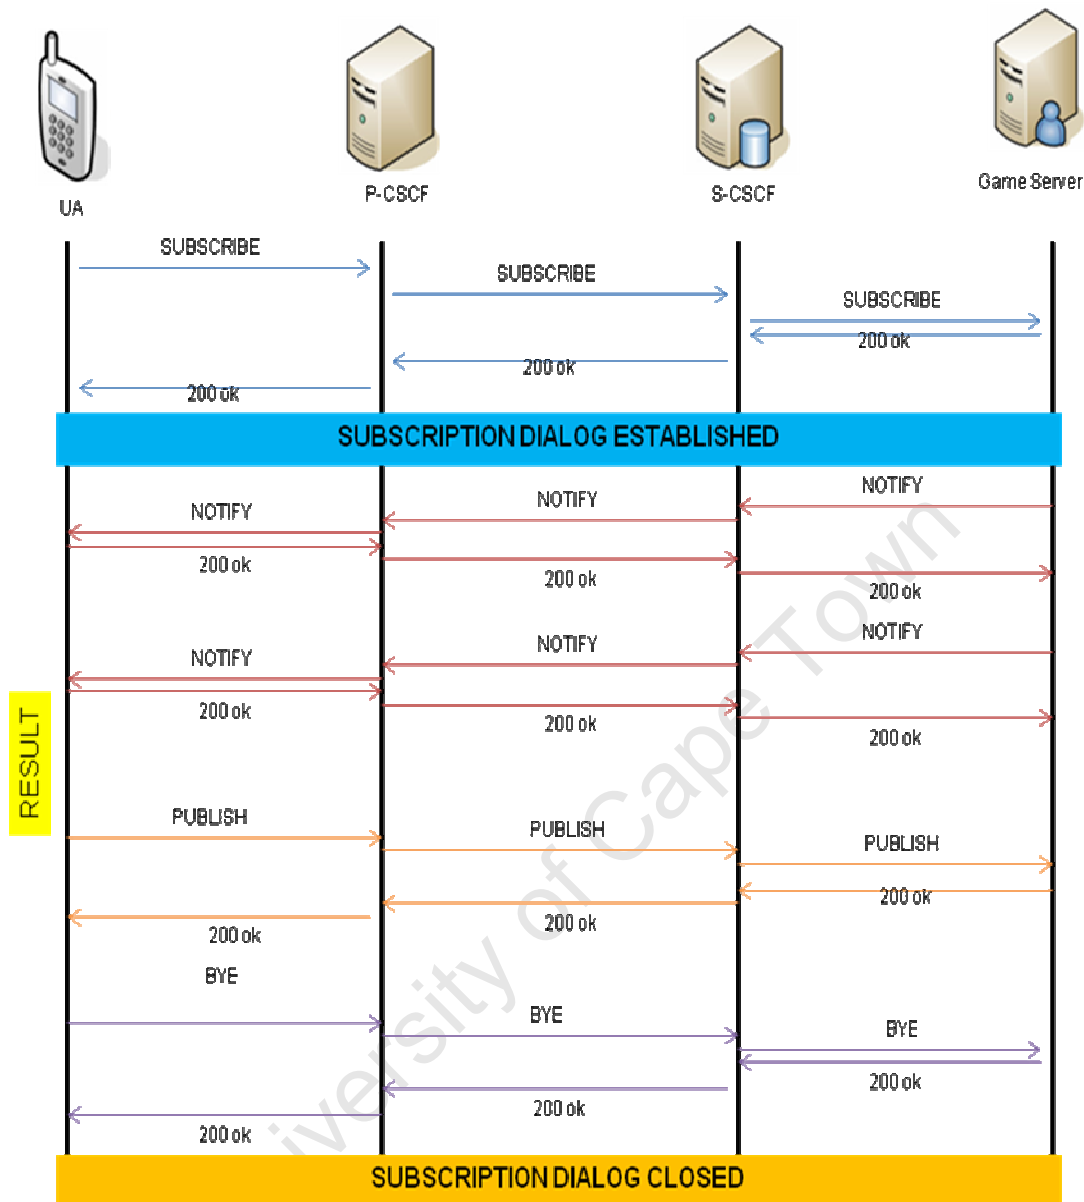 UA
P-CSCF
S-CSCF
Game Server
SUBSCRIBE
SUBSCRIBE
SUBSCRIBE
200 ok
200 ok
200 ok
SUBSCRIPTION DIALOG ESTABLISHED
NOTIFY
NOTIFY
NOTIFY
200 ok
200 ok
200 ok
NOTIFY
NOTIFY
NOTIFY
200 ok
200 ok
200 ok
RESULT
PUBLISH
PUBLISH
PUBLISH
200 ok
200 ok
200 ok
BYE
BYE
BYE
200 ok
200 ok
200 ok
SUBSCRIPTION DIALOG CLOSED
iversity of Cape Town